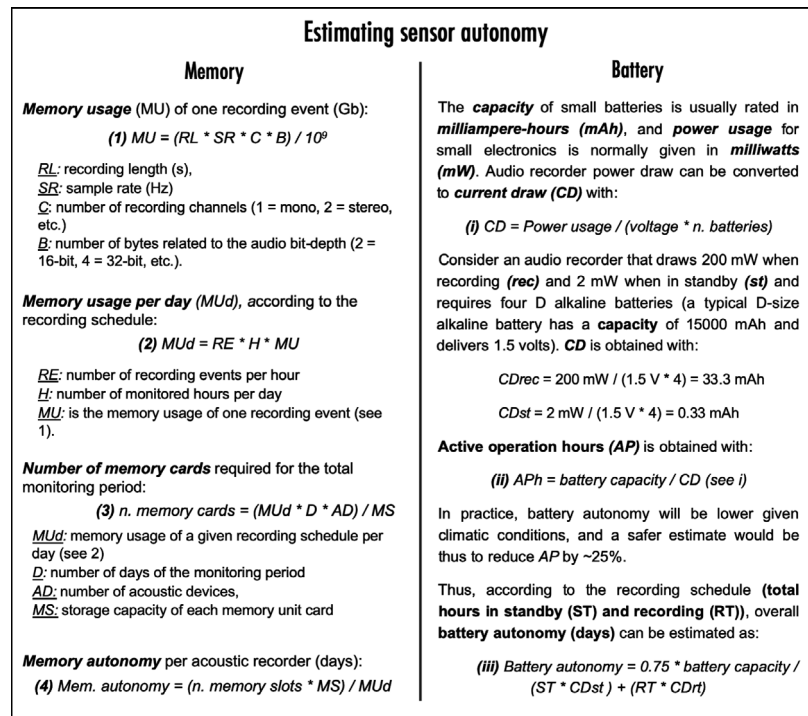 Estimating sensor autonomy
Memory
Memory usage (MU) of one recording event (Gb):
(1) MU = (RL * SR * C * B) / 10⁹
RL: recording length (s),
SR: sample rate (Hz)
C: number of recording channels (1 = mono, 2 = stereo,
etc.)
B: number of bytes related to the audio bit-depth (2 =
16-bit, 4 = 32-bit, etc.).
Memory usage per day (MUd), according to the
recording schedule:
(2) MUd = RE * H * MU
RE: number of recording events per hour
H: number of monitored hours per day
MU: is the memory usage of one recording event (see
1).
Number of memory cards required for the total
monitoring period:
(3) n. memory cards = (MUd * D * AD) / MS
MUd: memory usage of a given recording schedule per
day (see 2)
D: number of days of the monitoring period
AD: number of acoustic devices,
MS: storage capacity of each memory unit card
Memory autonomy per acoustic recorder (days):
(4) Mem. autonomy = (n. memory slots * MS) / MUd
Battery
The capacity of small batteries is usually rated in
milliampere-hours (mAh), and power usage for
small electronics is normally given in milliwatts
(mW). Audio recorder power draw can be converted
to current draw (CD) with:
(i) CD = Power usage / (voltage * n. batteries)
Consider an audio recorder that draws 200 mW when
recording (rec) and 2 mW when in standby (st) and
requires four D alkaline batteries (a typical D-size
alkaline battery has a capacity of 15000 mAh and
delivers 1.5 volts). CD is obtained with:
CDrec = 200 mW / (1.5 V * 4) = 33.3 mAh
CDst = 2 mW / (1.5 V * 4) = 0.33 mAh
Active operation hours (AP) is obtained with:
(ii) APh = battery capacity / CD (see i)
In practice, battery autonomy will be lower given
climatic conditions, and a safer estimate would be
thus to reduce AP by ~25%.
Thus, according to the recording schedule (total
hours in standby (ST) and recording (RT)), overall
battery autonomy (days) can be estimated as:
(iii) Battery autonomy = 0.75 * battery capacity /
(ST * CDst ) + (RT * CDrt)